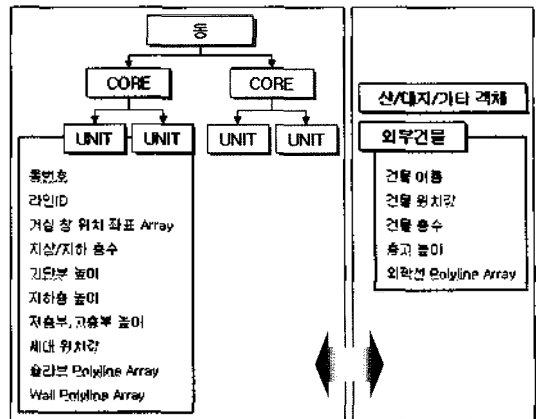 동
CORE
CORE
UNIT
UNIT
UNIT
UNIT
동번호
라인ID
거실 창 위치 좌표 Array
지상/지하 층수
기단부 높이
지하층 높이
저층부,고층부 높이
세대 위치값
슬라브 Polyline Array
Wall Polyline Array
산/대지/기타 객체
외부건물
건물 이름
건물 위치값
건물 층수
층고 높이
외곽선 Polyline Array